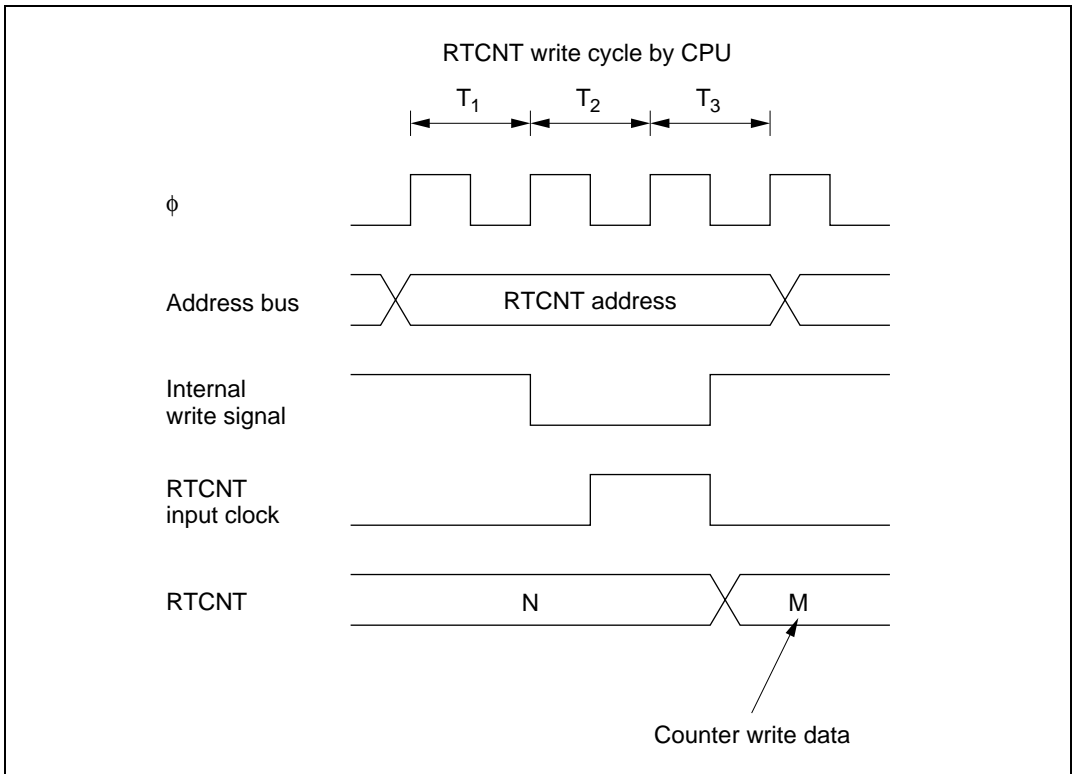 RTCNT write cycle by CPU
T1 T2 T3
φ
Address bus
RTCNT address
Internal
write signal
RTCNT
input clock
RTCNT
N
M
Counter write data